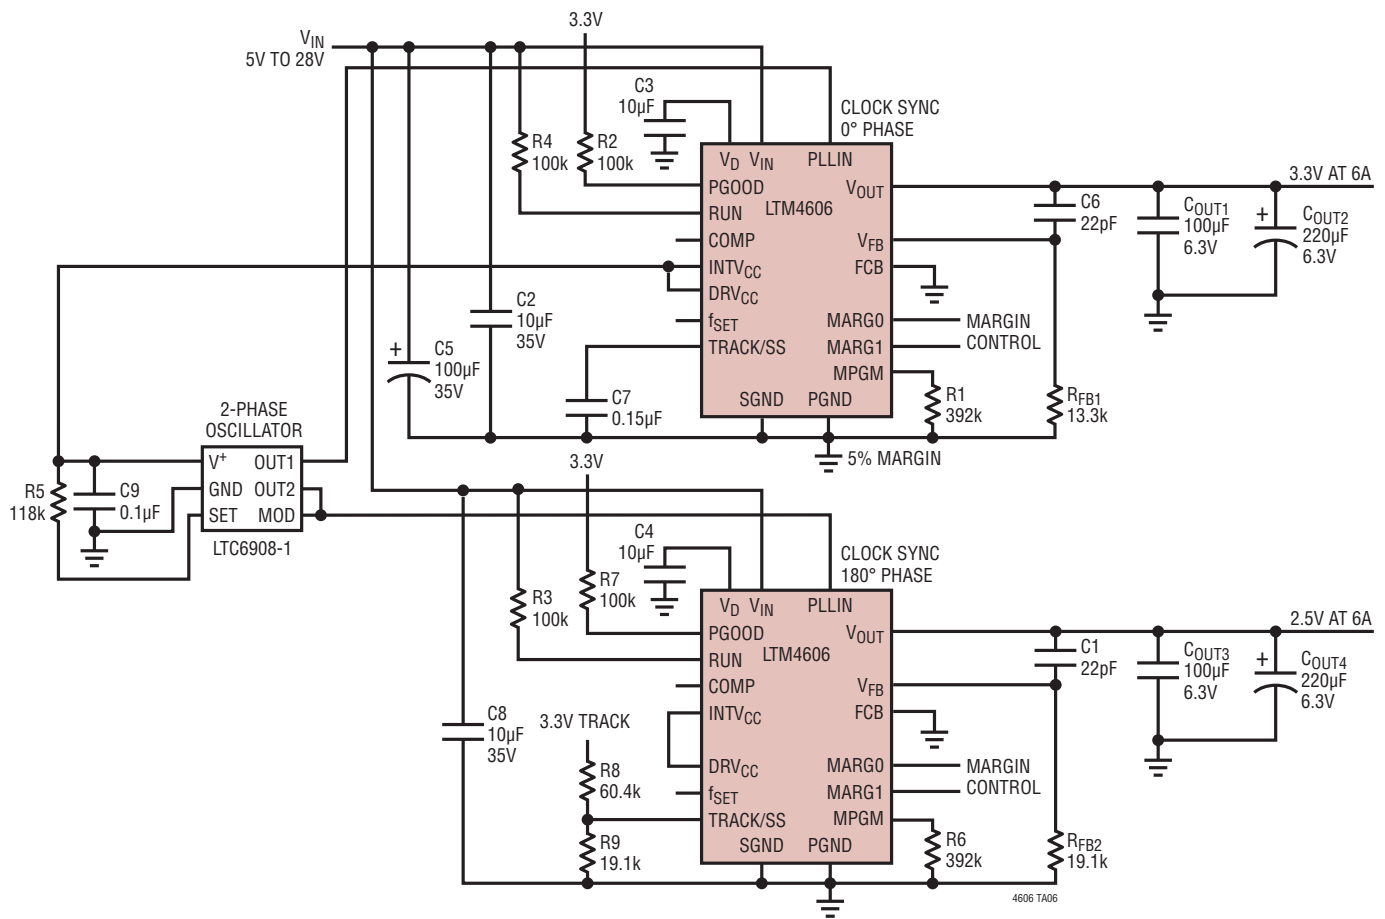 3.3V
VIN
5V TO 28V
C3
10µF
CLOCK SYNC
0° PHASE
R4
100k
R2
100k
VD VIN PLLIN
PGOOD
VOUT
3.3V AT 6A
LTM4606
RUN
C6
22pF
COUT1
100µF
6.3V
+
COUT2
220µF
6.3V
COMP
VFB
INTVCC
FCB
DRVCC
C2
10µF
35V
fSET
MARG0
MARGIN
CONTROL
+
C5
100µF
35V
TRACK/SS
MARG1
MPGM
C7
0.15µF
SGND PGND
R1
392k
RFB1
13.3k
2-PHASE
OSCILLATOR
5% MARGIN
3.3V
V+ OUT1
R5
118k
C9
0.1µF
GND OUT2
SET MOD
LTC6908-1
C4
10µF
CLOCK SYNC
180° PHASE
R3
100k
R7
100k
VD VIN PLLIN
PGOOD
VOUT
2.5V AT 6A
LTM4606
RUN
C1
22pF
COUT3
100µF
6.3V
+
COUT4
220µF
6.3V
COMP
VFB
C8
10µF
35V
3.3V TRACK
INTVCC
FCB
R8
60.4k
DRVCC
MARG0
MARGIN
CONTROL
fSET
MARG1
TRACK/SS
MPGM
R9
19.1k
SGND PGND
R6
392k
RFB2
19.1k
4606 TA06